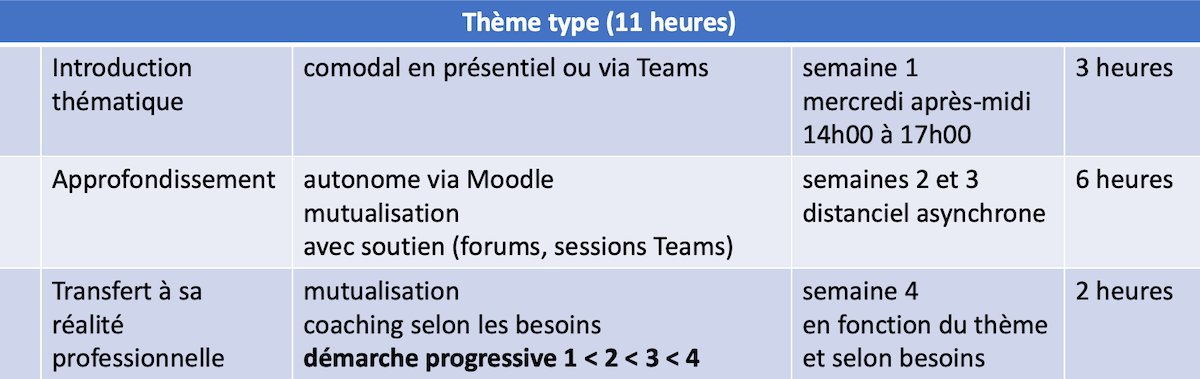 Thème type (11 heures)
Introduction
thématique
comodal en présentiel ou via Teams
semaine 1
mercredi après-midi
14h00 à 17h00
3 heures
Approfondissement
autonome via Moodle
mutualisation
avec soutien (forums, sessions Teams)
semaines 2 et 3
distanciel asynchrone
6 heures
Transfert à sa
réalité
professionnelle
mutualisation
coaching selon les besoins
démarche progressive 1 < 2 < 3 < 4
semaine 4
en fonction du thème
et selon besoins
2 heures